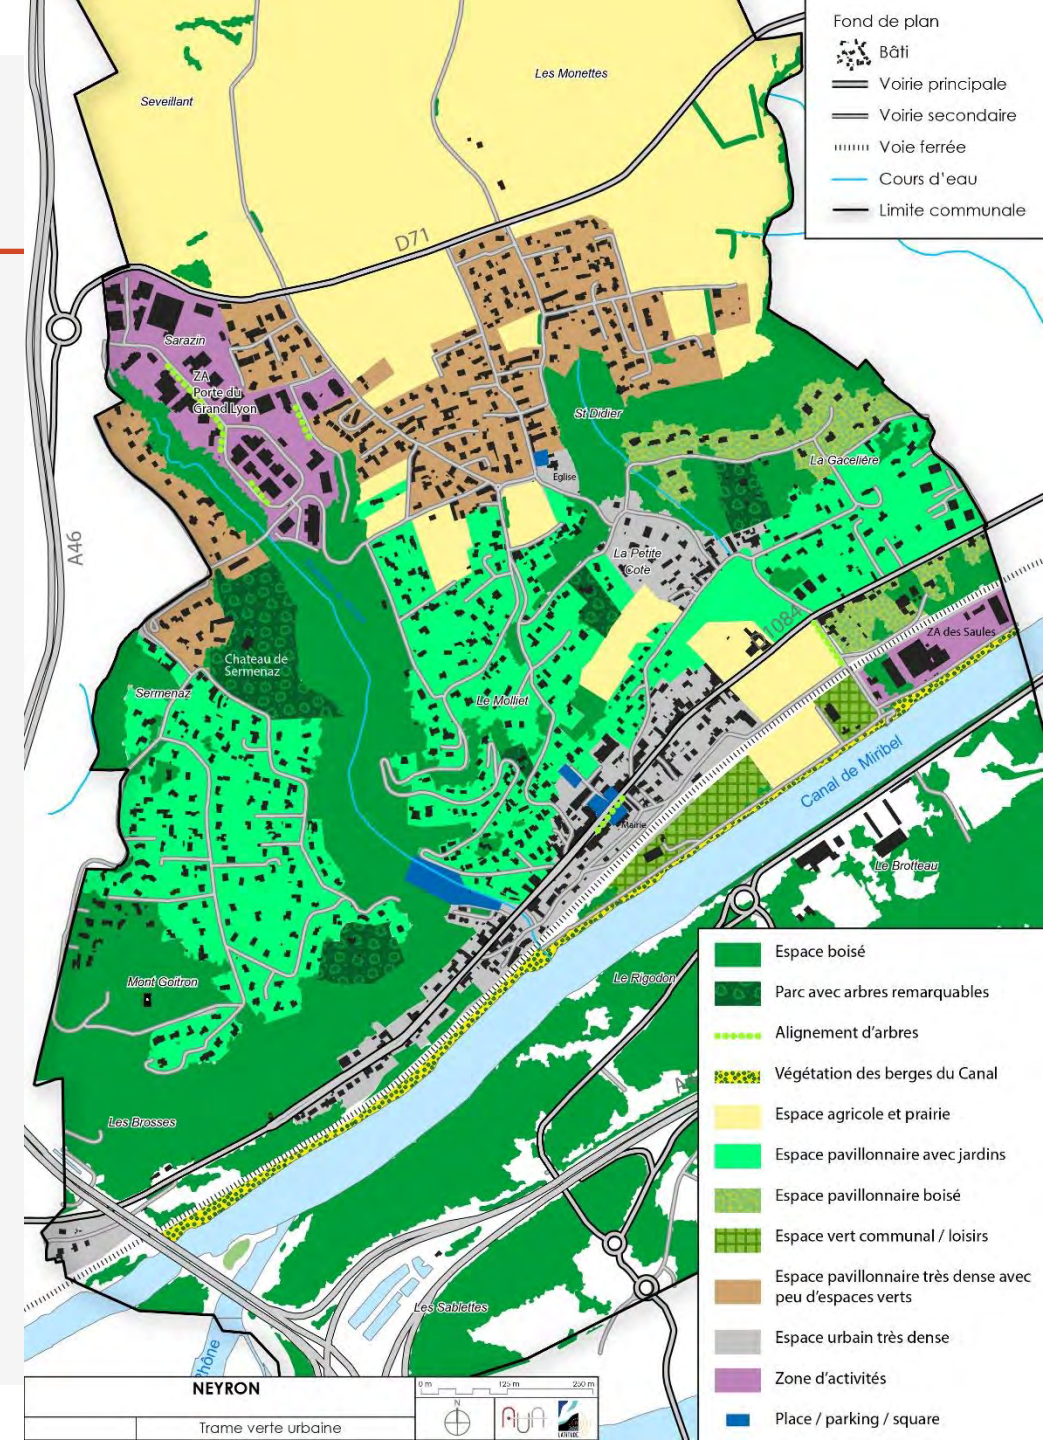 Fond de plan
Bâti
Voirie principale
Voirie secondaire
Voie ferrée
Cours d'eau
Limite communale
Les Monettes
Seveillant
D71
Sarazin
ZA
Porte du
Grand Lyon
St Didier
La Gacelière
Eglise
A46
La Petite
Cote
1084
ZA des Saules
Chateau de
Sermenaz
Sermenaz
Le Molliet
Canal de Miribel
Mairie
Le Brotteau
Mont Goitron
Le Rigodon
Les Brosses
Les Sablettes
Rhône
Espace boisé
Parc avec arbres remarquables
Alignement d'arbres
Végétation des berges du Canal
Espace agricole et prairie
Espace pavillonnaire avec jardins
Espace pavillonnaire boisé
Espace vert communal / loisirs
Espace pavillonnaire très dense avec
peu d'espaces verts
Espace urbain très dense
Zone d'activités
Place / parking / square
NEYRON
Trame verte urbaine
0 m 125 m 250 m
N
AUA
LATITUDE